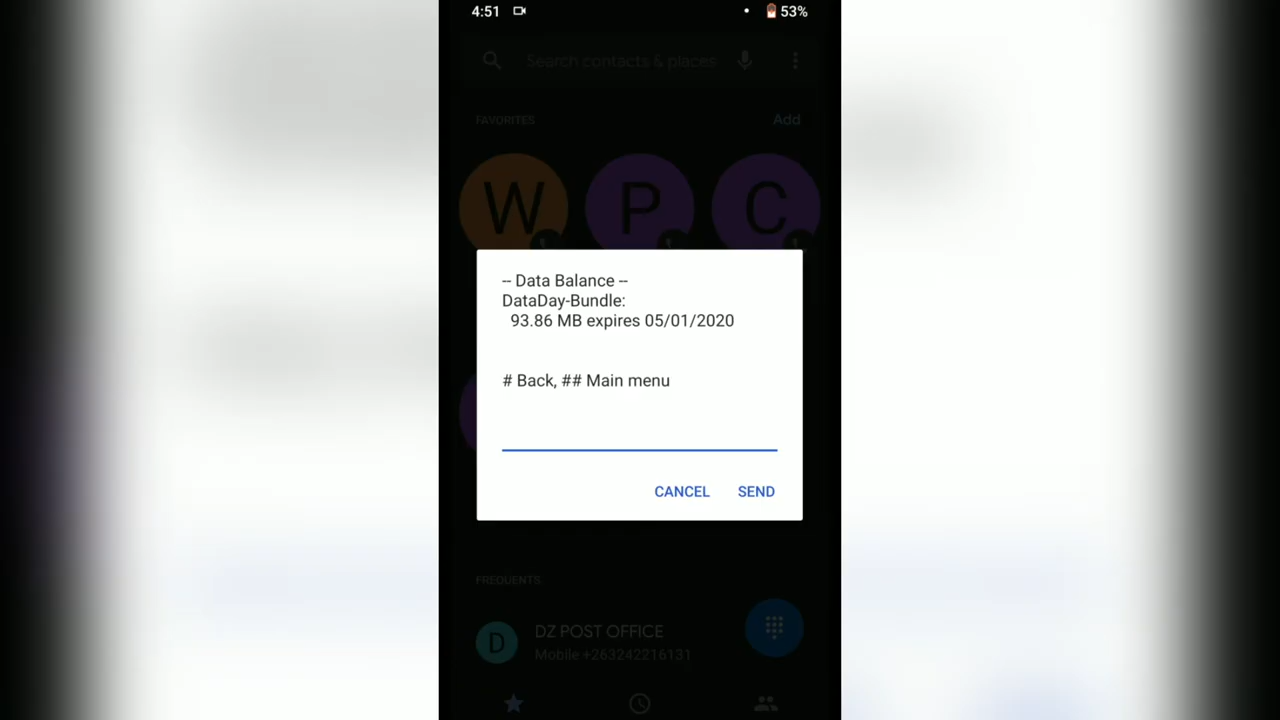 4:51 53%
Search contacts & places
FAVORITES Add
W P C
-- Data Balance --
DataDay-Bundle:
93.86 MB expires 05/01/2020
# Back, ## Main menu
CANCEL SEND
FREQUENTS
D DZ POST OFFICE
Mobile +263242216131